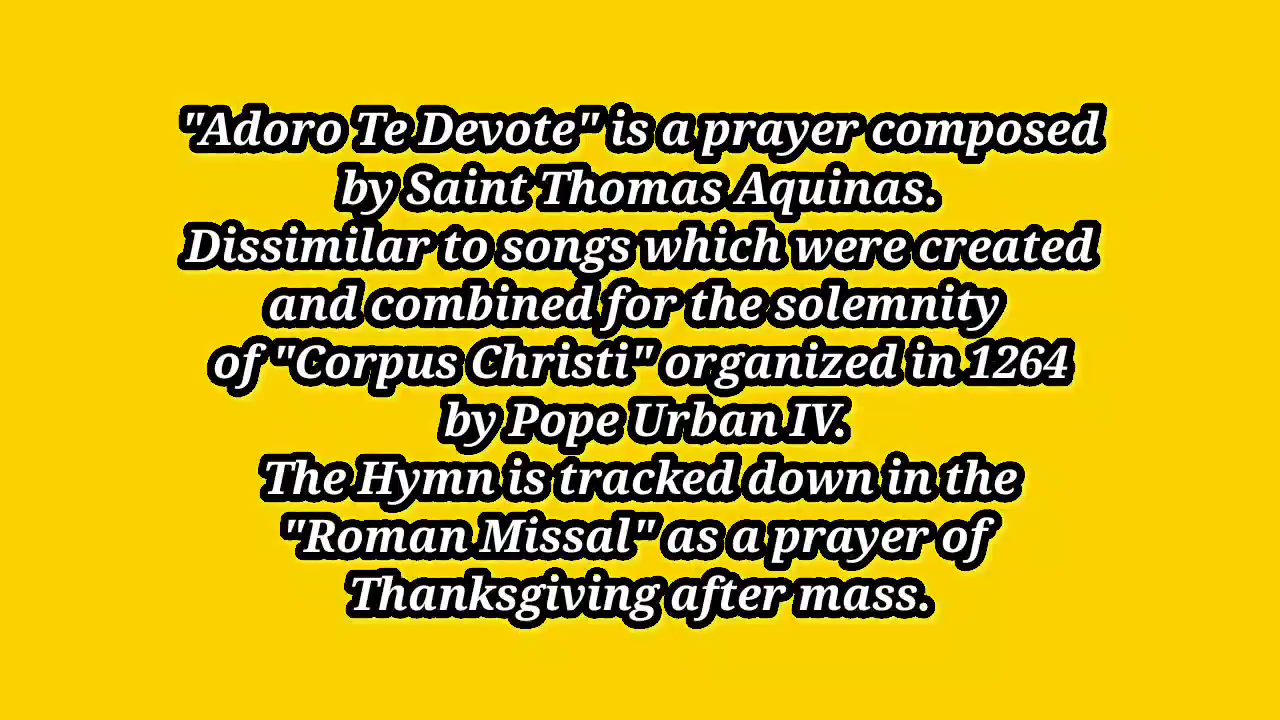 "Adoro Te Devote" is a prayer composed
by Saint Thomas Aquinas.
Dissimilar to songs which were created
and combined for the solemnity
of "Corpus Christi" organized in 1264
by Pope Urban IV.
The Hymn is tracked down in the
"Roman Missal" as a prayer of
Thanksgiving after mass.